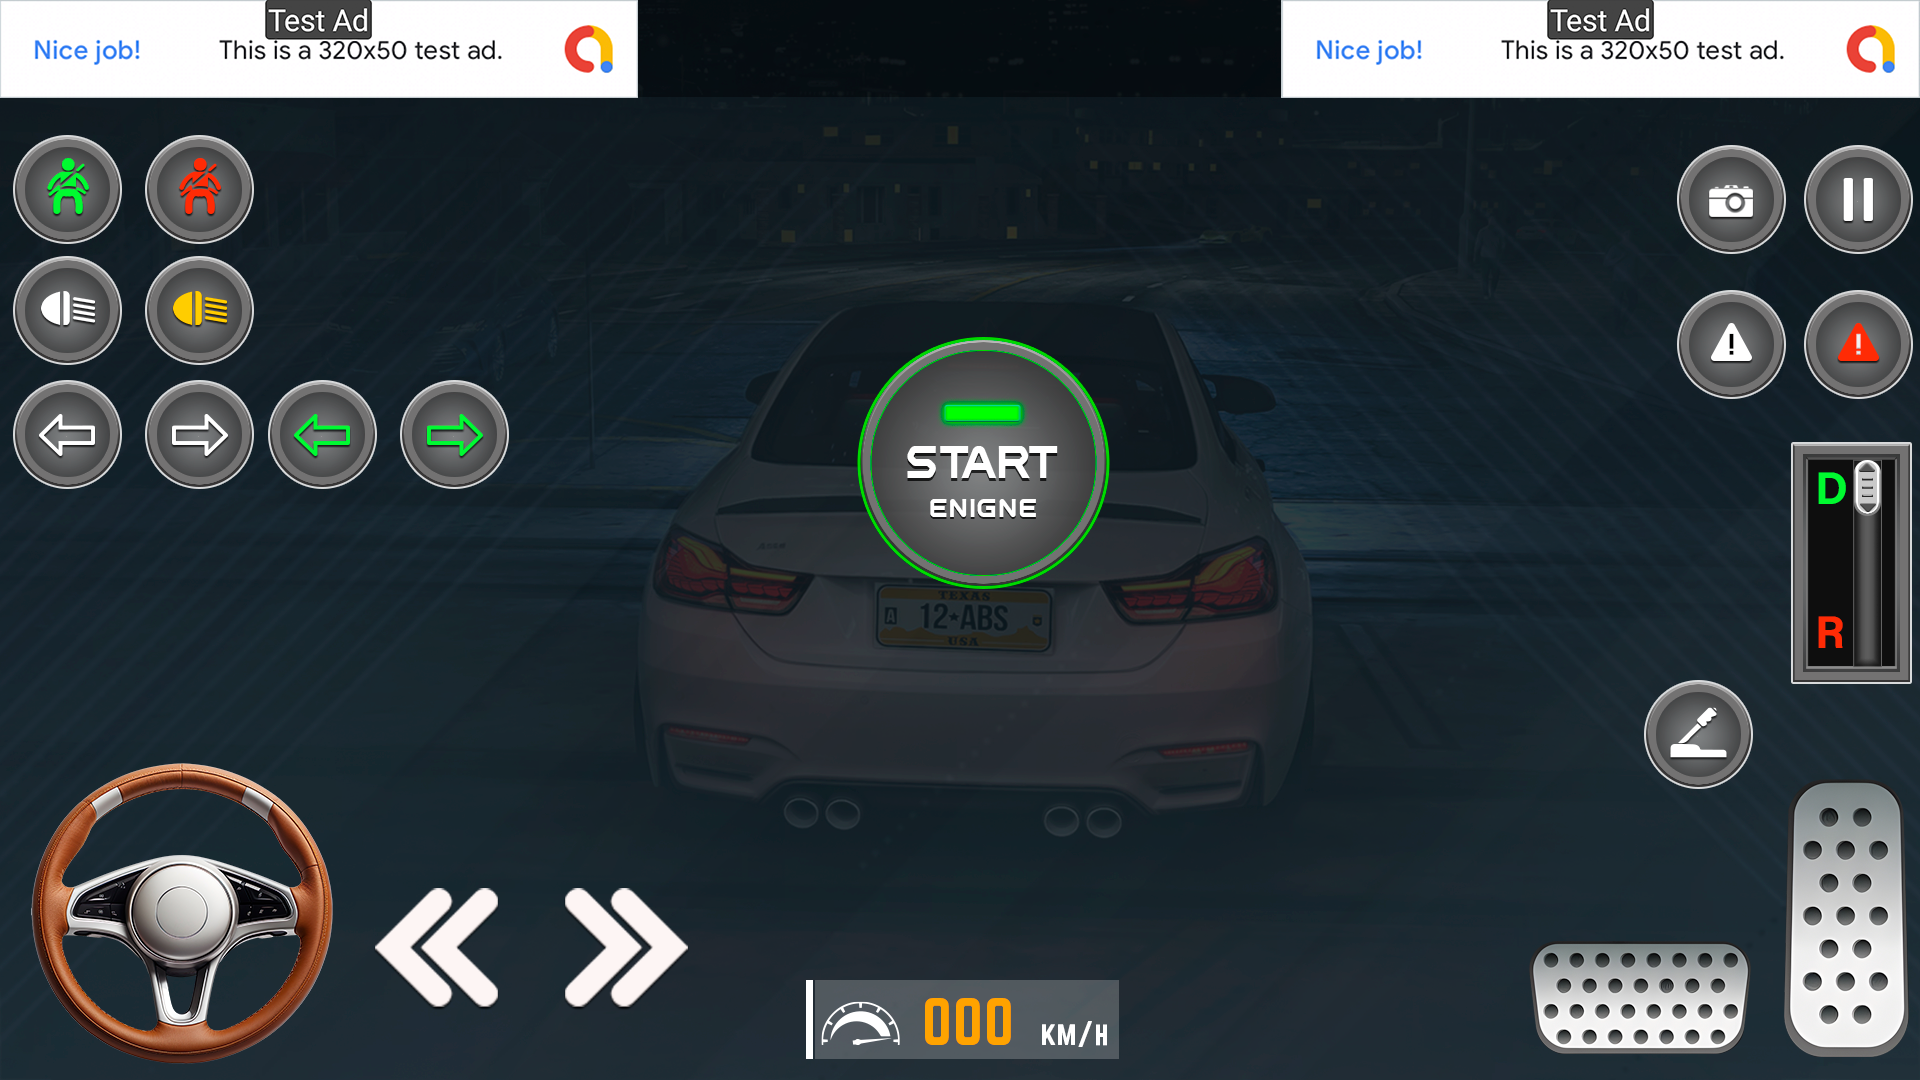 Test Ad
Nice job!
This is a 320x50 test ad.
Test Ad
Nice job!
This is a 320x50 test ad.
START
ENIGNE
D
R
TEXAS
A
12★ABS
USA
000 KM/H